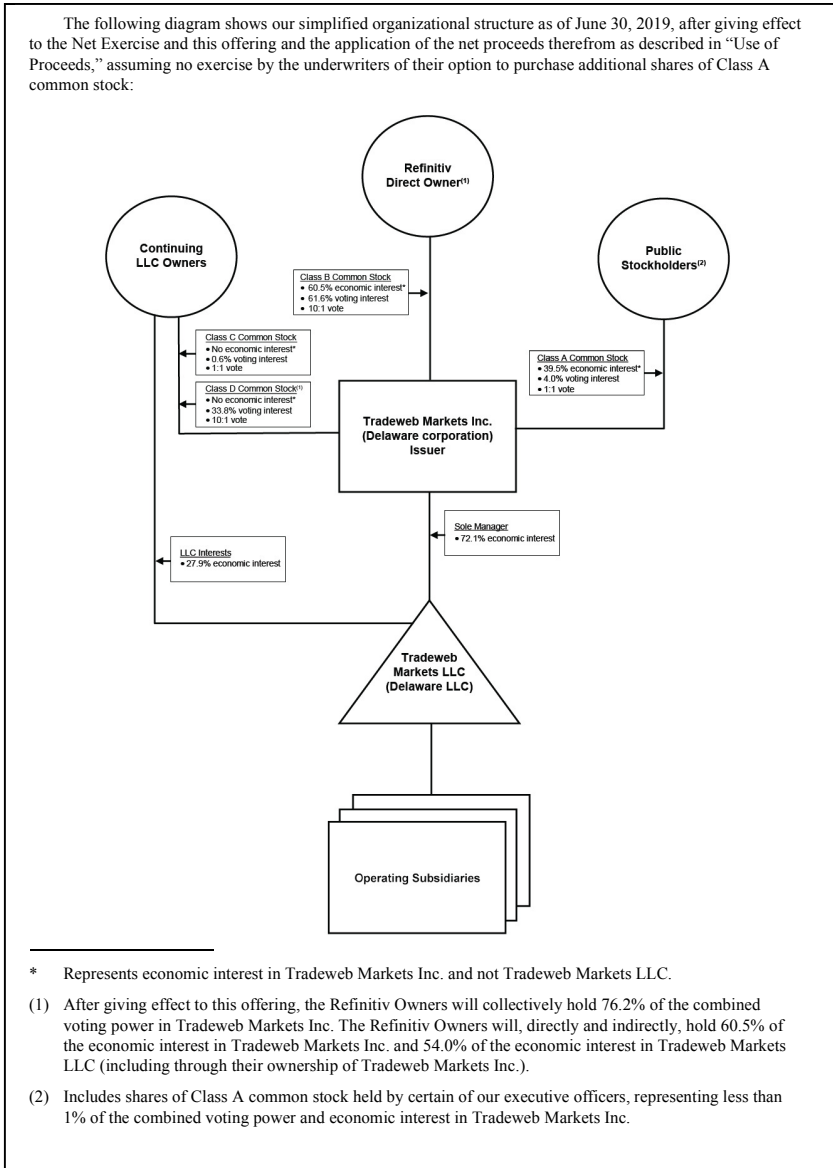 The following diagram shows our simplified organizational structure as of June 30, 2019, after giving effect
to the Net Exercise and this offering and the application of the net proceeds therefrom as described in “Use of
Proceeds,” assuming no exercise by the underwriters of their option to purchase additional shares of Class A
common stock:
Refinitiv
Direct Owner(1)
Continuing
LLC Owners
Public
Stockholders(2)
Class B Common Stock
• 60.5% economic interest*
• 61.6% voting interest
• 10:1 vote
Class C Common Stock
• No economic interest*
• 0.6% voting interest
• 1:1 vote
Class D Common Stock(1)
• No economic interest*
• 33.8% voting interest
• 10:1 vote
Class A Common Stock
• 39.5% economic interest*
• 4.0% voting interest
• 1:1 vote
Tradeweb Markets Inc.
(Delaware corporation)
Issuer
Sole Manager
• 72.1% economic interest
LLC Interests
• 27.9% economic interest
Tradeweb
Markets LLC
(Delaware LLC)
Operating Subsidiaries
* Represents economic interest in Tradeweb Markets Inc. and not Tradeweb Markets LLC.
(1) After giving effect to this offering, the Refinitiv Owners will collectively hold 76.2% of the combined
voting power in Tradeweb Markets Inc. The Refinitiv Owners will, directly and indirectly, hold 60.5% of
the economic interest in Tradeweb Markets Inc. and 54.0% of the economic interest in Tradeweb Markets
LLC (including through their ownership of Tradeweb Markets Inc.).
(2) Includes shares of Class A common stock held by certain of our executive officers, representing less than
1% of the combined voting power and economic interest in Tradeweb Markets Inc.